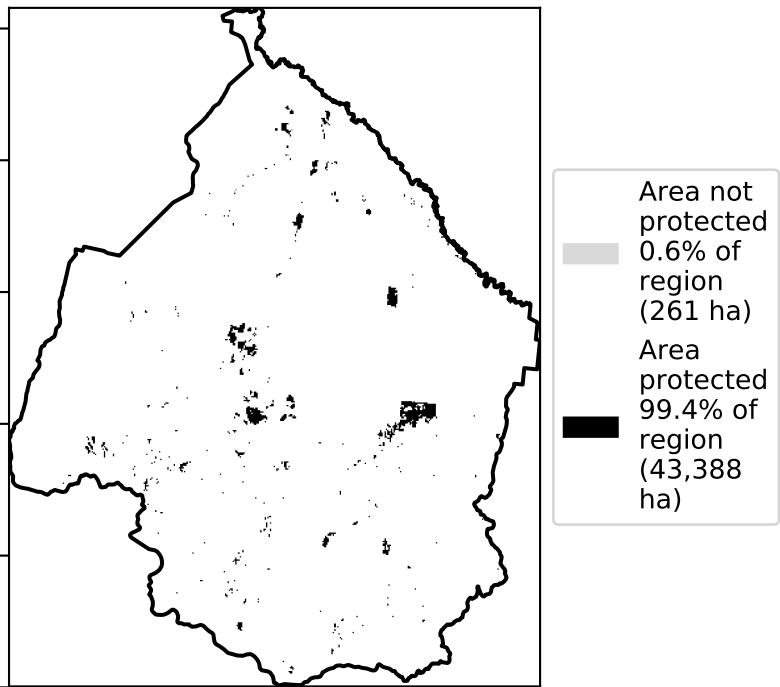 Area not
protected
0.6% of
region
(261 ha)
Area
protected
99.4% of
region
(43,388
ha)